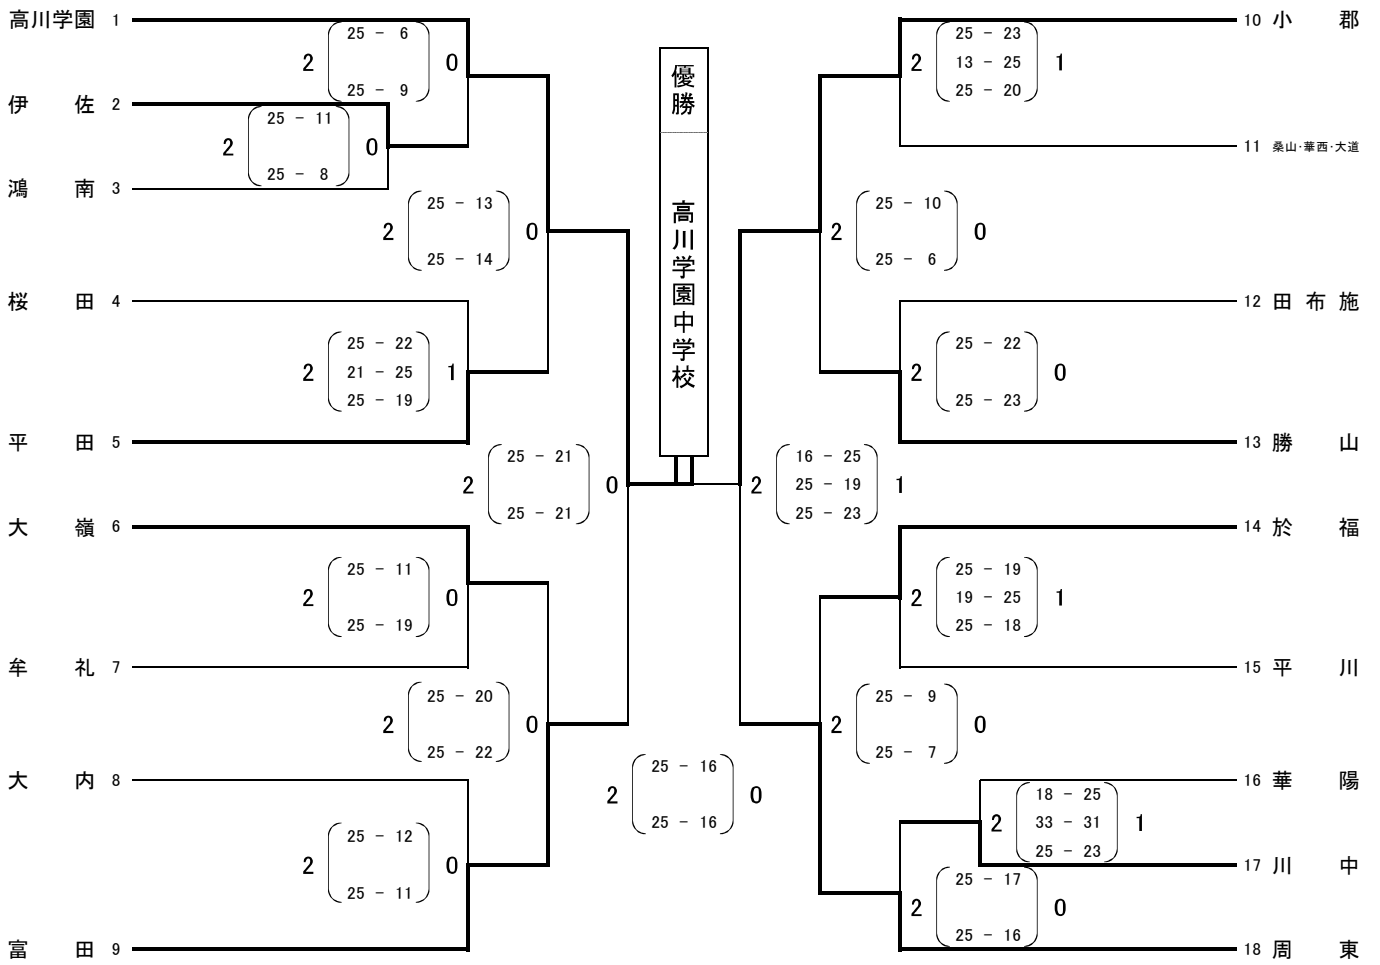 高川学園 1
25 - 6
2 0
25 - 9
伊佐 2
25 - 11
2 0
25 - 8
鴻南 3
25 - 13
2 0
25 - 14
桜田 4
25 - 22
2 21 - 25 1
25 - 19
平田 5
25 - 21
2 0
25 - 21
大嶺 6
25 - 11
2 0
25 - 19
牟礼 7
25 - 20
2 0
25 - 22
大内 8
25 - 12
2 0
25 - 11
富田 9
優勝
高川学園中学校
25 - 16
2 0
25 - 16
10 小郡
25 - 23
2 13 - 25 1
25 - 20
11 桑山・華西・大道
25 - 10
2 0
25 - 6
12 田布施
25 - 22
2 0
25 - 23
13 勝山
16 - 25
2 25 - 19 1
25 - 23
14 於福
25 - 19
2 19 - 25 1
25 - 18
15 平川
25 - 9
2 0
25 - 7
16 華陽
18 - 25
2 33 - 31 1
25 - 23
17 川中
25 - 17
2 0
25 - 16
18 周東